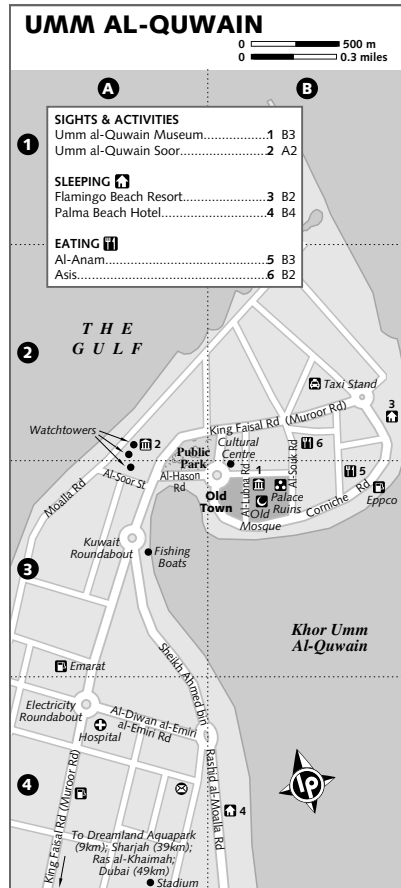 UMM AL-QUWAIN
0 500 m
0 0.3 miles
A
B
1
SIGHTS & ACTIVITIES
Umm al-Quwain Museum..................1 B3
Umm al-Quwain Soor.......................2 A2
SLEEPING
Flamingo Beach Resort......................3 B2
Palma Beach Hotel...........................4 B4
EATING
Al-Anam..........................................5 B3
Asis.................................................6 B2
2
THE
GULF
Taxi Stand
3
King Faisal Rd (Muroor Rd)
Watchtowers
2
Public
Park
Cultural
Centre
6
Moalla Rd
Al-Soor St
Al-Hason
Rd
1
Al-Lubna Rd
Al-Souk Rd
5
Old
Town
Palace
Ruins
Old
Mosque
Corniche Rd
Eppco
Kuwait
Roundabout
Fishing
Boats
3
Khor Umm
Al-Quwain
Sheikh Ahmed bin
Rashid al-Moalla Rd
Emarat
Electricity
Roundabout
Al-Diwan al-Emiri
al-Emiri Rd
Hospital
4
King Faisal Rd (Muroor Rd)
4
LP
To Dreamland Aquapark
(9km); Sharjah (39km);
Ras al-Khaimah;
Dubai (49km)
Stadium